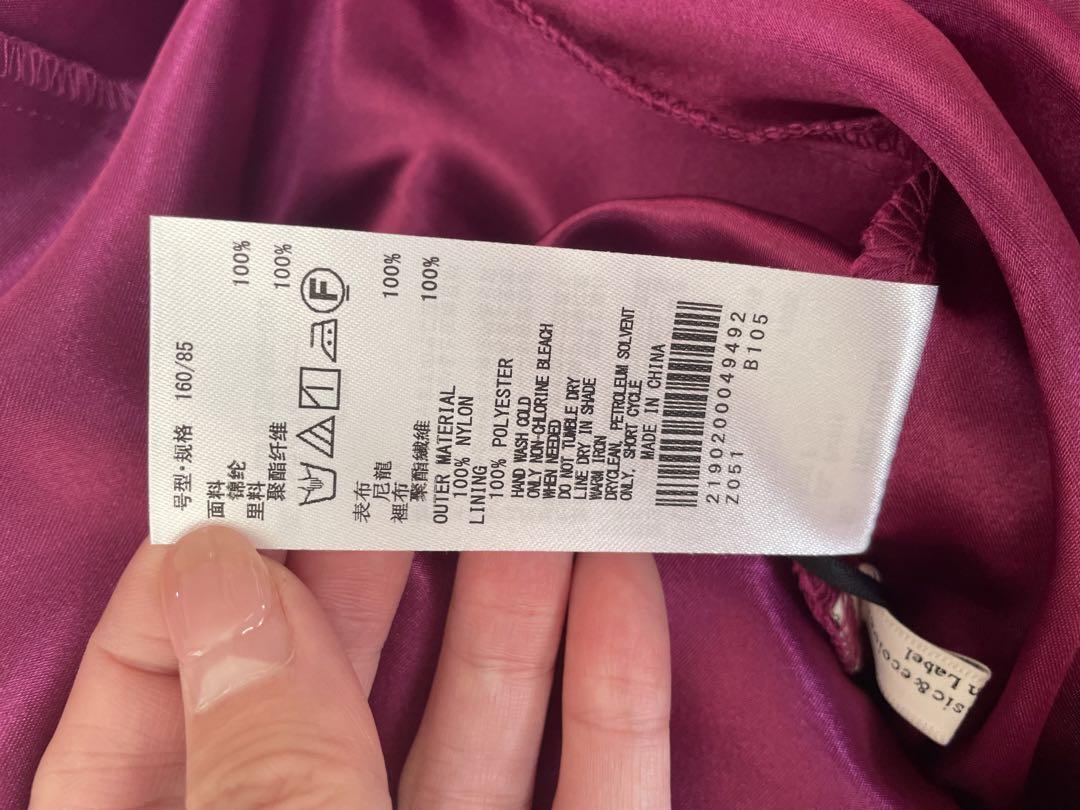 号型·规格 160/85
面料
锦纶 100%
里料
聚酯纤维 100%
F
表布
尼龍 100%
裡布
聚酯纖維 100%
OUTER MATERIAL
100% NYLON
LINING
100% POLYESTER
HAND WASH COLD
ONLY NON-CHLORINE BLEACH
WHEN NEEDED
DO NOT TUMBLE DRY
LINE DRY IN SHADE
WARM IRON
DRYCLEAN, PETROLEUM SOLVENT
ONLY, SHORT CYCLE
MADE IN CHINA
219020004949492
Z051 B105
Label